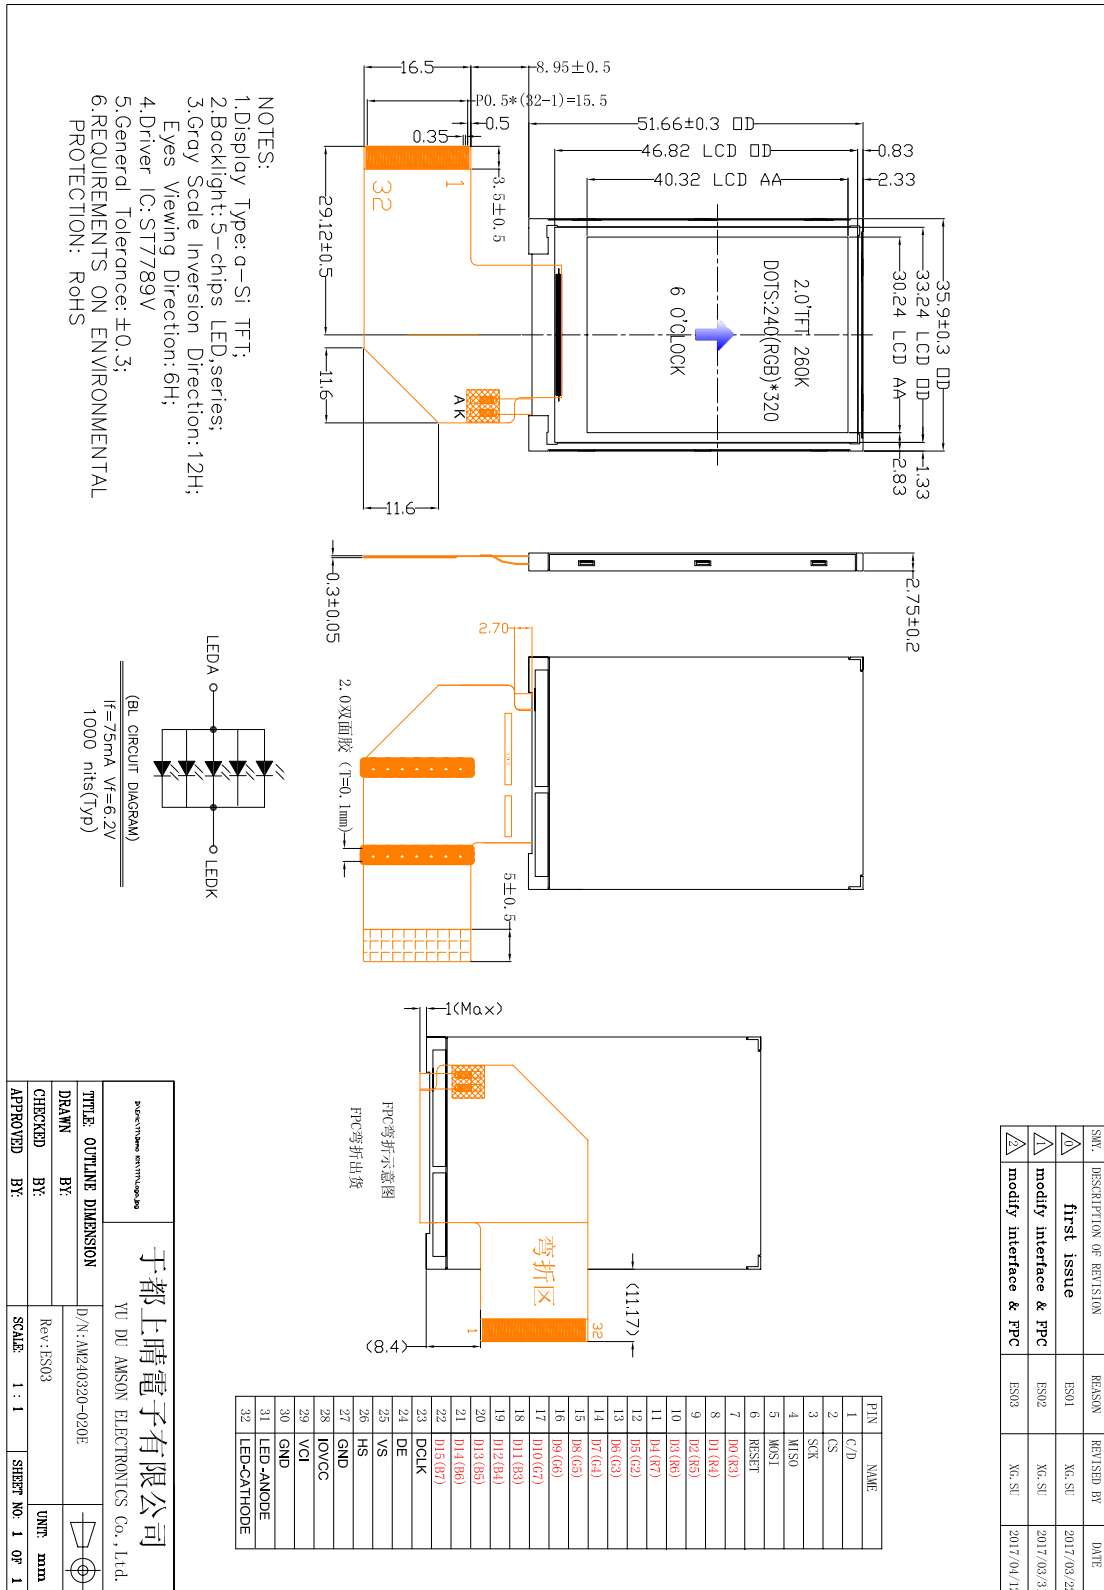 NOTES:
1.Display Type:a-Si TFT;
2.Backlight:5-chips LED,series;
3.Gray Scale Inversion Direction:12H;
Eyes Viewing Direction:6H;
4.Driver IC:ST7789V
5.General Tolerance:±0.3;
6.REQUIREMENTS ON ENVIRONMENTAL
PROTECTION: RoHS
16.5
8.95±0.5
P0.5*(32-1)=15.5
0.5
0.35
3.5±0.5
1
32
29.12±0.5
11.6
11.6
A K
51.66±0.3 OD
46.82 LCD OD
0.83
40.32 LCD AA
2.33
35.9±0.3 OD
33.24 LCD OD
30.24 LCD AA
1.33
2.83
2.0'TFT 260K
DOTS:240(RGB)*320
6 O'CLOCK
0.3±0.05
2.75±0.2
2.70
2.0双面胶 (T=0.1mm)
5±0.5
LEDA
LEDK
(BL CIRCUIT DIAGRAM)
If=75mA Vf=6.2V
1000 nits(Typ)
1(Max)
FPC弯折示意图
FPC弯折出货
弯折区
1
32
(11.17)
(8.4)
PIN NAME
1 C/D
2 CS
3 SCK
4 MISO
5 MOSI
6 RESET
7 D0(R3)
8 D1(R4)
9 D2(R5)
10 D3(R6)
11 D4(R7)
12 D5(G2)
13 D6(G3)
14 D7(G4)
15 D8(G5)
16 D9(G6)
17 D10(G7)
18 D11(B3)
19 D12(B4)
20 D13(B5)
21 D14(B6)
22 D15(B7)
23 DCLK
24 DE
25 VS
26 HS
27 GND
28 IOVCC
29 VCI
30 GND
31 LED-ANODE
32 LED-CATHODE
SMY. DESCRIPTION OF REVISION REASON REVISED BY DATE
0 first issue ES01 XG.SU
1 modify interface & FPC ES02 XG.SU
2 modify interface & FPC ES03 XG.SU
于都上晴電子有限公司
YU DU AMSON ELECTRONICS Co.,Ltd.
TITLE: OUTLINE DIMENSION
D/N:AM240320-020E
DRAWN BY:
Rev:ES03
UNIT: mm
CHECKED BY:
APPROVED BY:
SCALE: 1 : 1
SHEET NO: 1 OF 1